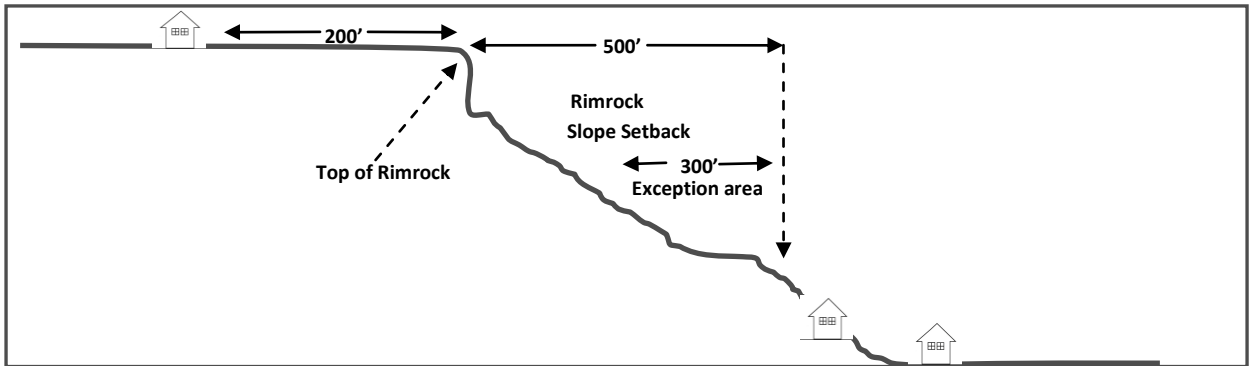 200’
500’
Rimrock
Slope Setback
300’
Top of Rimrock
Exception area